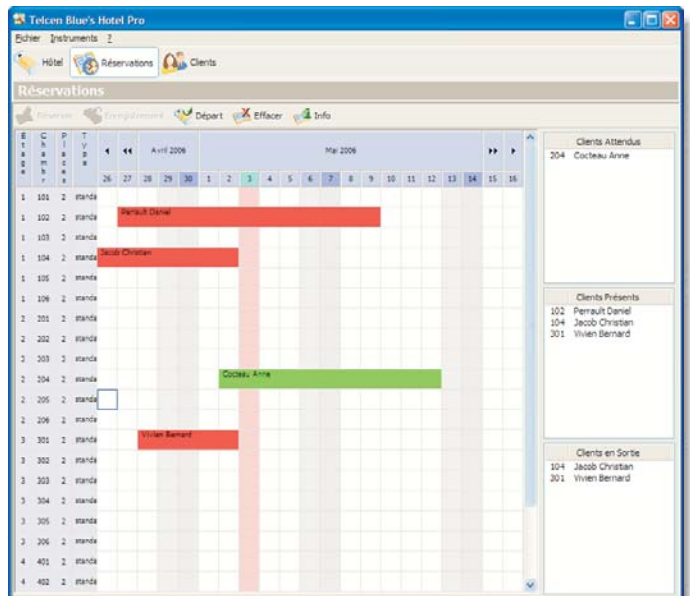 Telcen Blue's Hotel Pro
Fichier Instruments ?
Hôtel Réservations Clients
Réservations
Réserver Enregistrement Départ Effacer Info
Etage Chambr Places Type Avril 2006 Mai 2006
26 27 28 29 30 1 2 3 4 5 6 7 8 9 10 11 12 13 14 15 16
1 101 2 standa
1 102 2 standa Perrault Daniel
1 103 2 standa
1 104 2 standa Jacob Christian
1 105 2 standa
1 106 2 standa
2 201 2 standa
2 202 2 standa
2 203 2 standa
2 204 2 standa Cocteau Anne
2 205 2 standa
2 206 2 standa
3 301 2 standa Vivien Bernard
3 302 2 standa
3 303 2 standa
3 304 2 standa
3 305 2 standa
3 306 2 standa
4 401 2 standa
4 402 2 standa
Clients Attendus
204 Cocteau Anne
Clients Présents
102 Perrault Daniel
104 Jacob Christian
301 Vivien Bernard
Clients en Sortie
104 Jacob Christian
301 Vivien Bernard